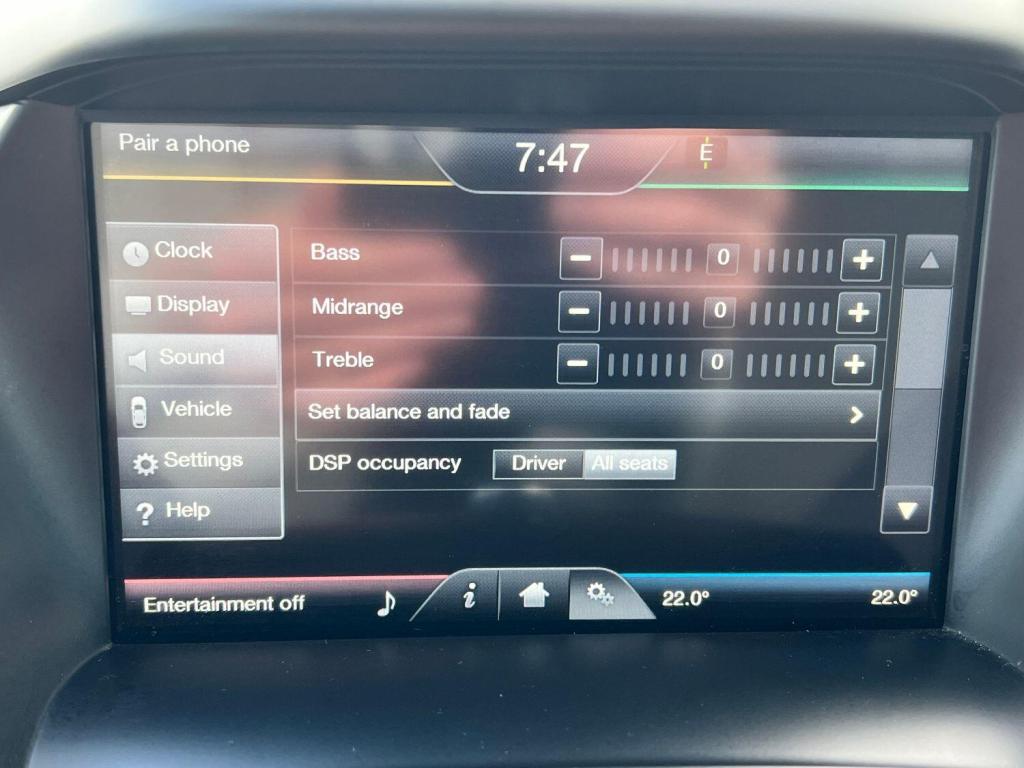 Pair a phone
7:47
E
Clock
Display
Sound
Vehicle
Settings
Help
Bass − 0 +
Midrange − 0 +
Treble − 0 +
Set balance and fade >
DSP occupancy Driver All seats
Entertainment off
i
22.0°
22.0°